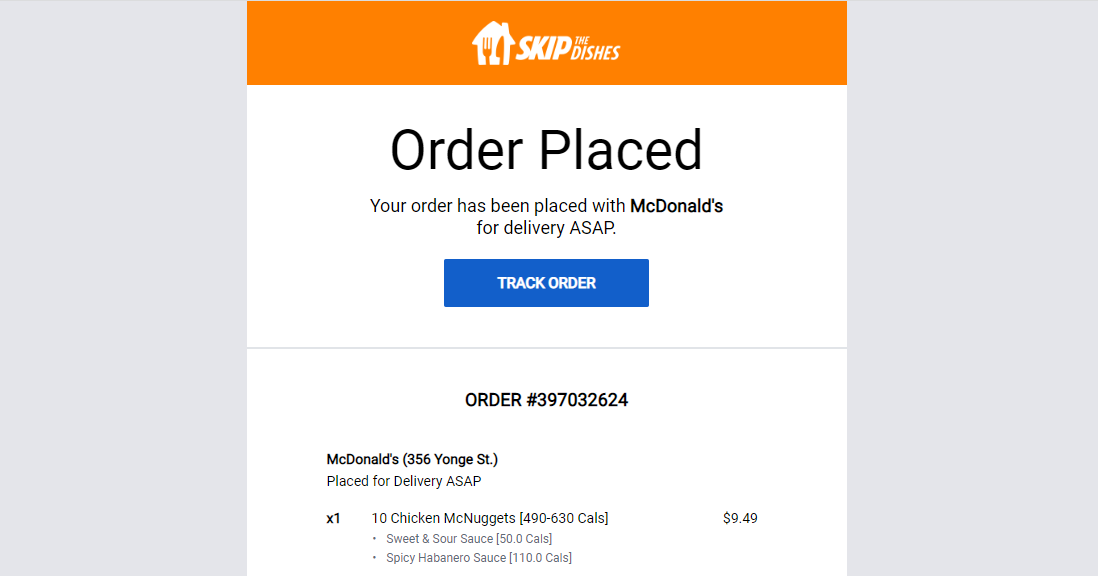 SKIP THE DISHES
Order Placed
Your order has been placed with McDonald's
for delivery ASAP.
TRACK ORDER
ORDER #397032624
McDonald's (356 Yonge St.)
Placed for Delivery ASAP
x1 10 Chicken McNuggets [490-630 Cals] $9.49
• Sweet & Sour Sauce [50.0 Cals]
• Spicy Habanero Sauce [110.0 Cals]